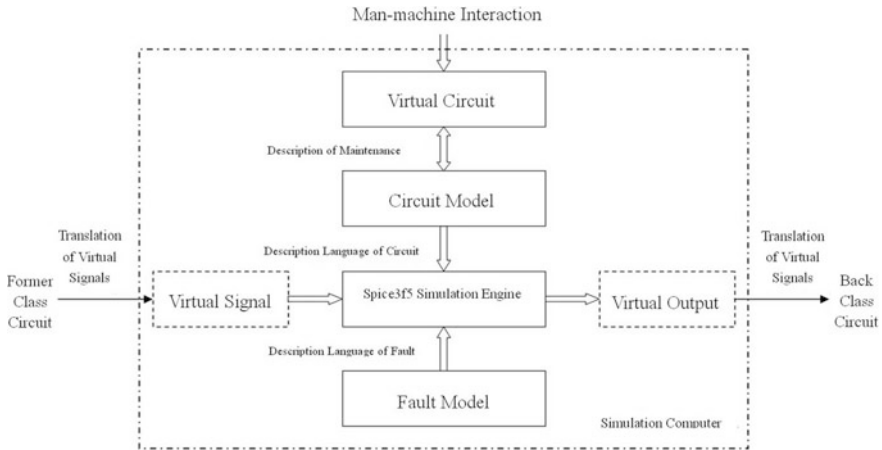 Man-machine Interaction
Virtual Circuit
Description of Maintenance
Circuit Model
Description Language of Circuit
Translation
of Virtual
Signals
Former
Class
Circuit
Virtual Signal
Spice3f5 Simulation Engine
Virtual Output
Translation
of Virtual
Signals
Back
Class
Circuit
Description Language of Fault
Fault Model
Simulation Computer